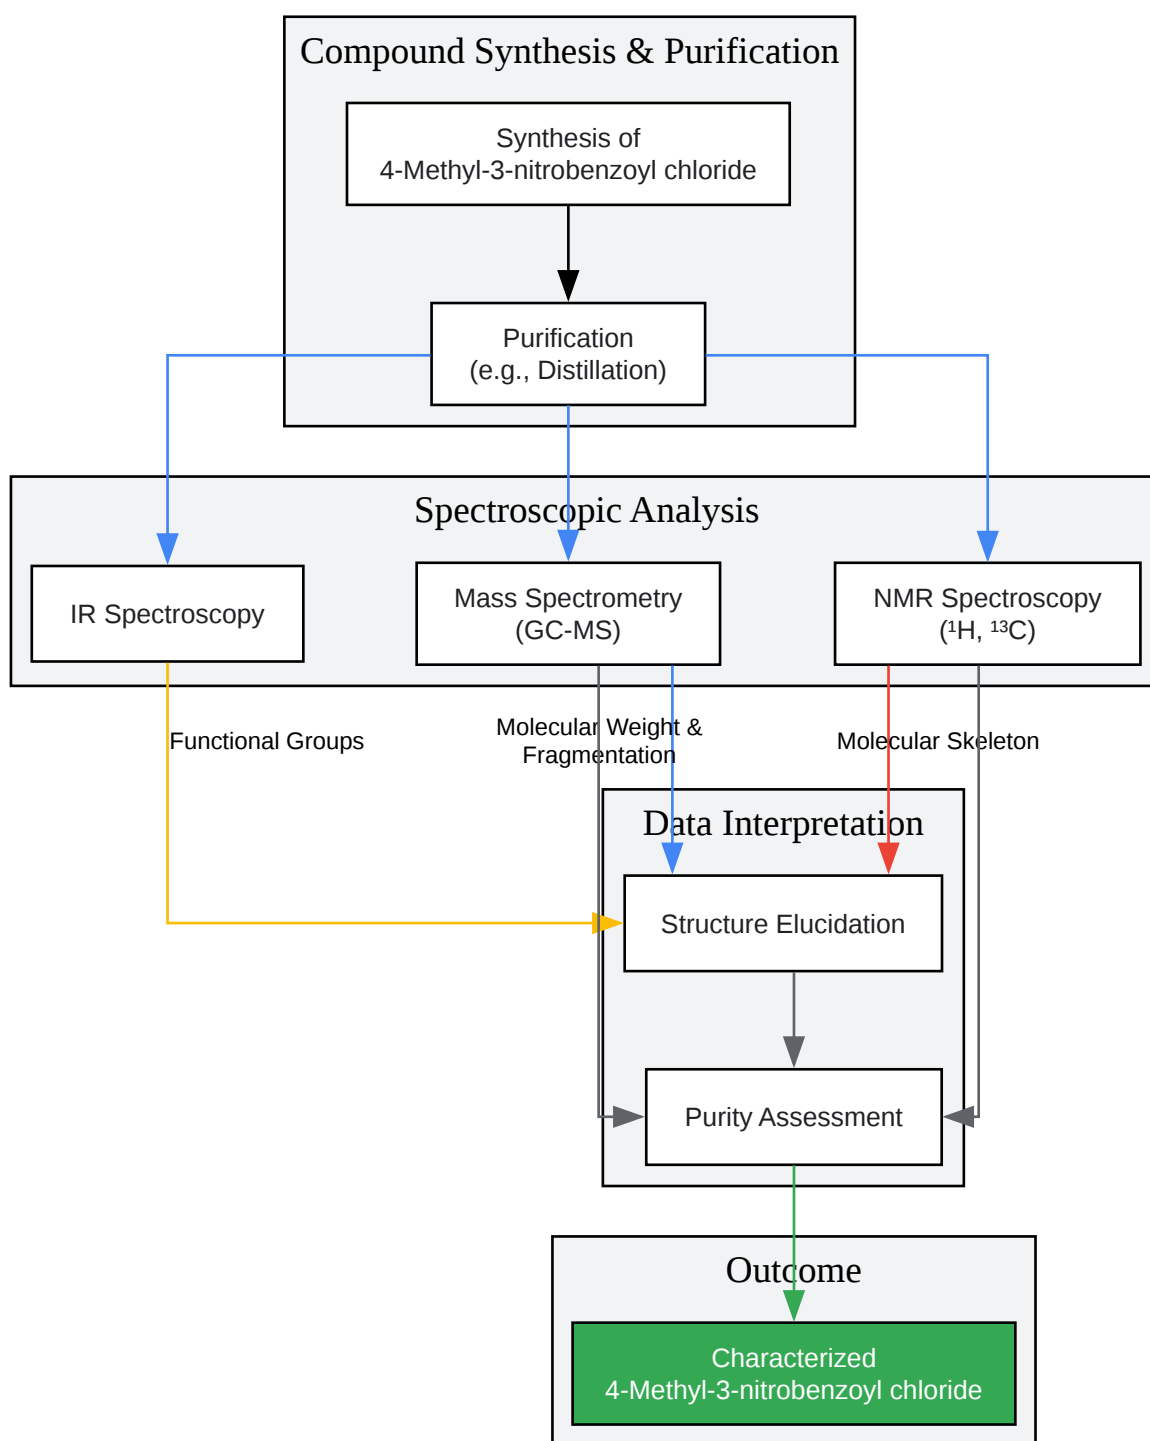 Compound Synthesis & Purification
Synthesis of
4-Methyl-3-nitrobenzoyl chloride
Purification
(e.g., Distillation)
Spectroscopic Analysis
IR Spectroscopy
Mass Spectrometry
(GC-MS)
NMR Spectroscopy
(¹H, ¹³C)
Functional Groups
Molecular Weight &
Fragmentation
Molecular Skeleton
Data Interpretation
Structure Elucidation
Purity Assessment
Outcome
Characterized
4-Methyl-3-nitrobenzoyl chloride